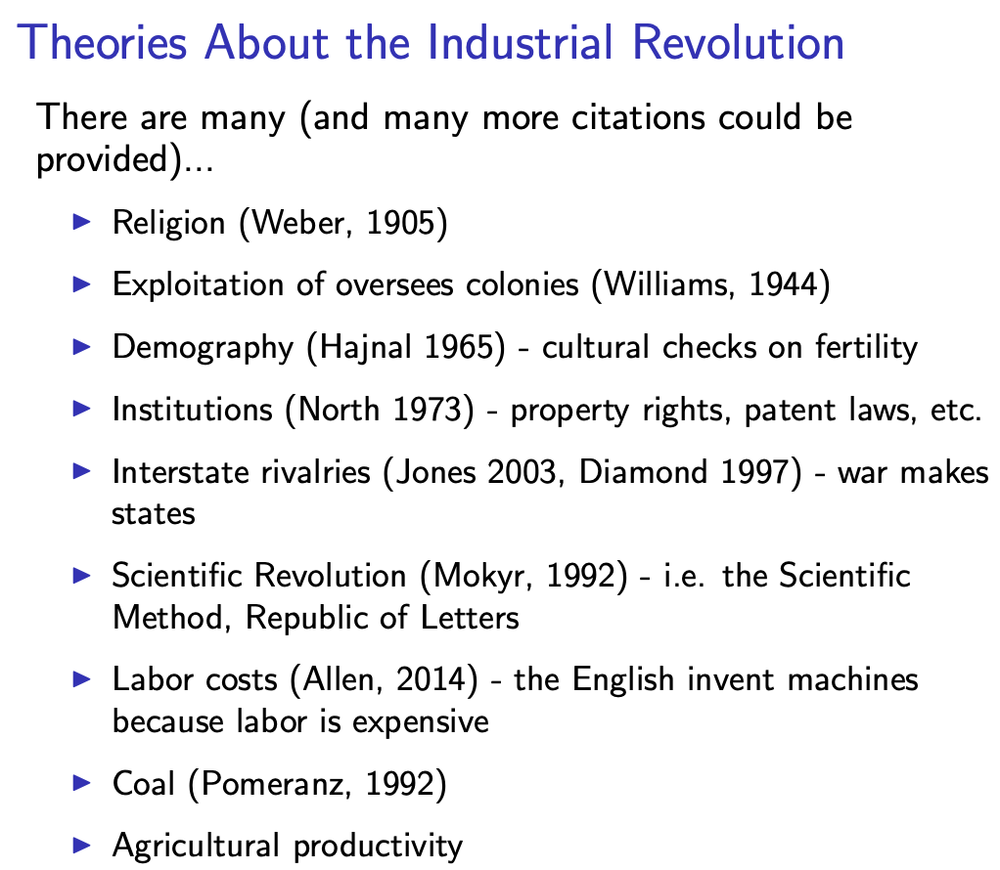 Theories About the Industrial Revolution
There are many (and many more citations could be
provided)...
▶ Religion (Weber, 1905)
▶ Exploitation of oversees colonies (Williams, 1944)
▶ Demography (Hajnal 1965) - cultural checks on fertility
▶ Institutions (North 1973) - property rights, patent laws, etc.
▶ Interstate rivalries (Jones 2003, Diamond 1997) - war makes
states
▶ Scientific Revolution (Mokyr, 1992) - i.e. the Scientific
Method, Republic of Letters
▶ Labor costs (Allen, 2014) - the English invent machines
because labor is expensive
▶ Coal (Pomeranz, 1992)
▶ Agricultural productivity